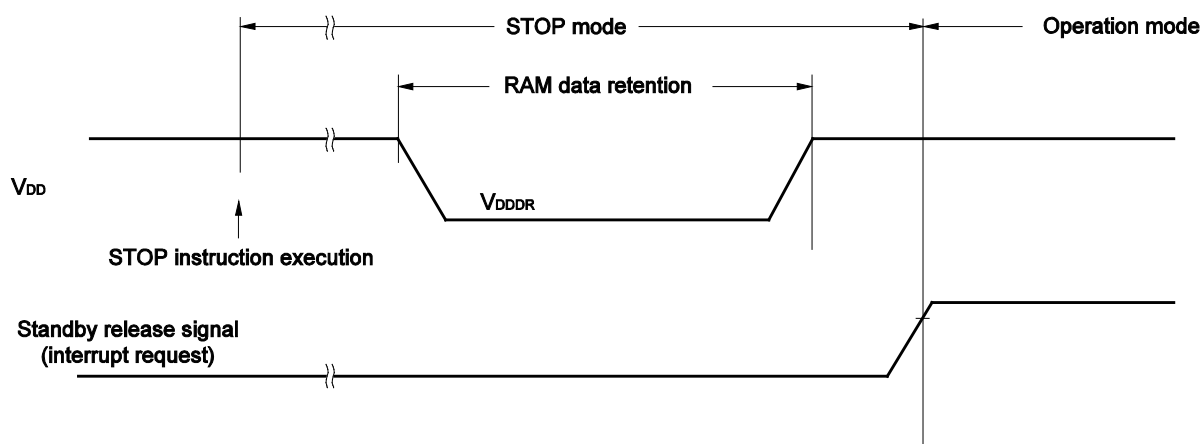 STOP mode
Operation mode
RAM data retention
VDD
VDDDR
STOP instruction execution
Standby release signal
(interrupt request)